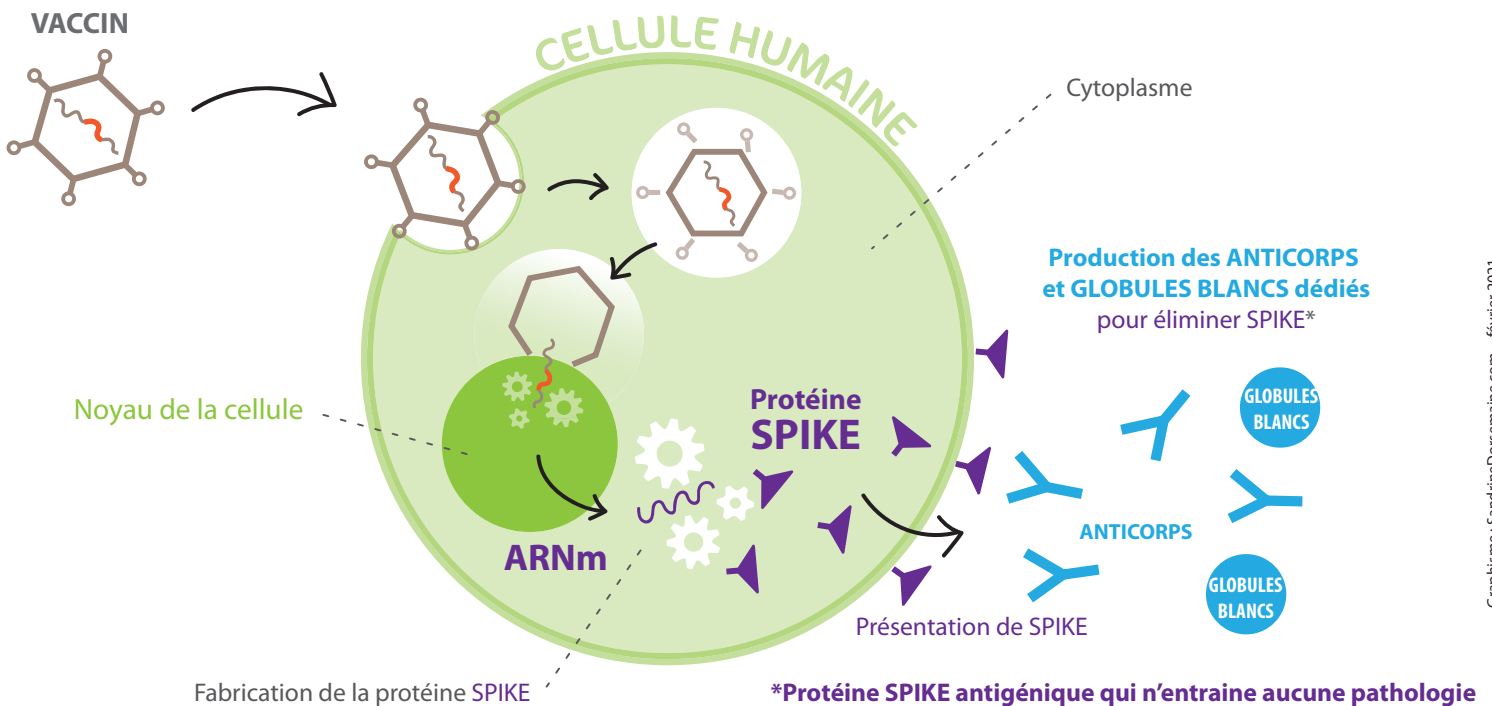 VACCIN
CELLULE HUMAINE
Cytoplasme
Production des ANTICORPS
et GLOBULES BLANCS dédiés
pour éliminer SPIKE*
Noyau de la cellule
Protéine
SPIKE
GLOBULES
BLANCS
ANTICORPS
ARNm
GLOBULES
BLANCS
Présentation de SPIKE
Fabrication de la protéine SPIKE
*Protéine SPIKE antigénique qui n'entraine aucune pathologie